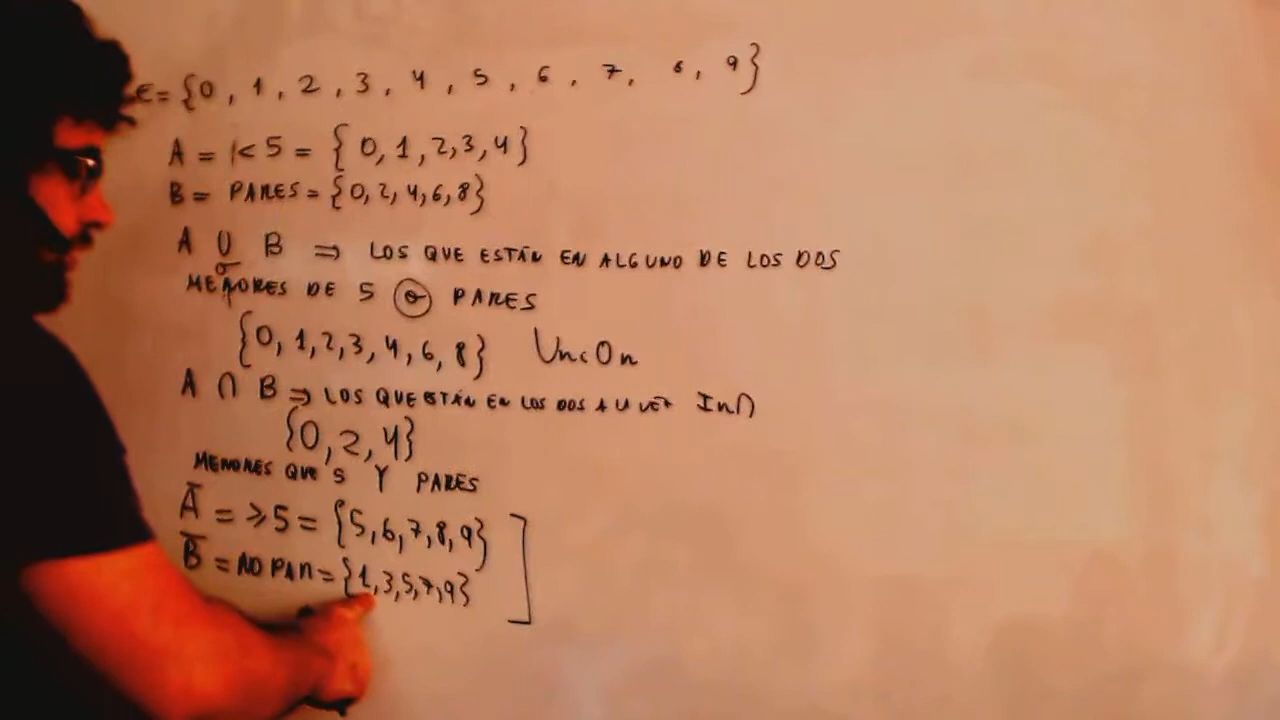 E = {0, 1, 2, 3, 4, 5, 6, 7, 8, 9}
A = < 5 = { 0, 1, 2, 3, 4 }
B = PARES = {0, 2, 4, 6, 8}
A U B ⇒ LOS QUE ESTÁN EN ALGUNO DE LOS DOS
O
MENORES DE 5 O PARES
{0, 1, 2, 3, 4, 6, 8} UniOn
A ∩ B ⇒ LOS QUE ESTÁN EN LOS DOS A LA VEZ In∩
{0, 2, 4}
MENORES QUE 5 Y PARES
Ā = ≥ 5 = {5, 6, 7, 8, 9}
B̄ = NO PAR = {1, 3, 5, 7, 9}